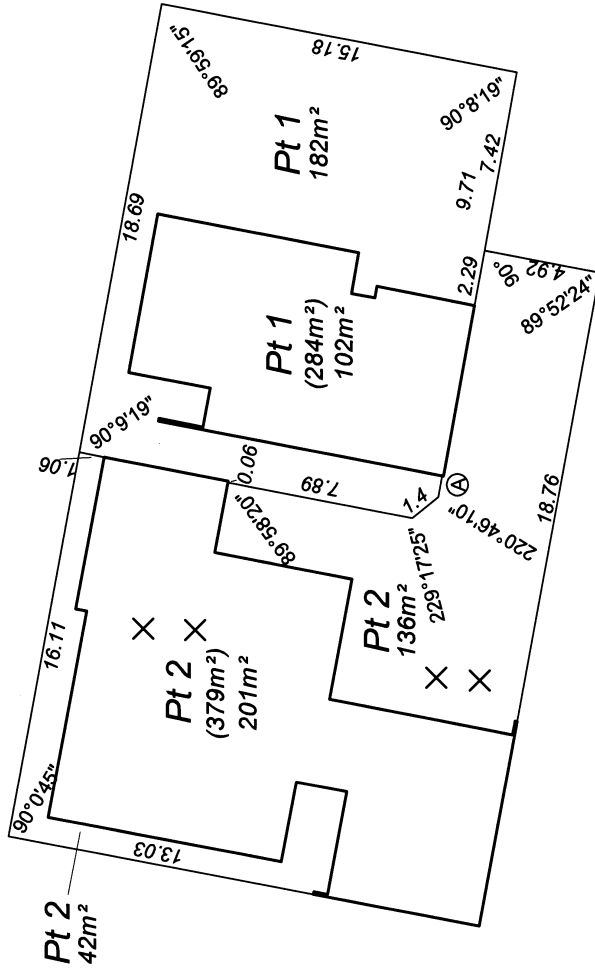 15.18
89°59'15"
90°8'19"
Pt 1
182m²
7.42
9.71
18.69
2.29
90°
4.92
89°52'24"
Pt 1
(284m²)
102m²
90°9'19"
1.06
0.06
7.89
1.4
A
220°46'10"
18.76
89°58'20"
229°17'25"
Pt 2
136m²
16.11
Pt 2
(379m²)
201m²
90°0'45"
13.03
Pt 2
42m²